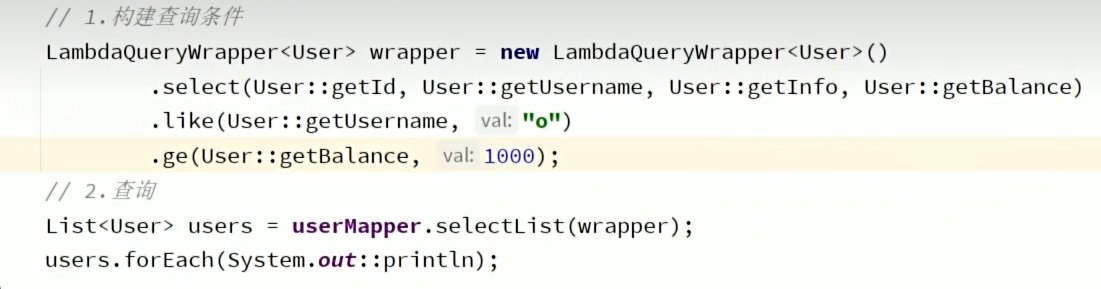 // 1.构建查询条件
LambdaQueryWrapper<User> wrapper = new LambdaQueryWrapper<User>()
.select(User::getId, User::getUsername, User::getInfo, User::getBalance)
.like(User::getUsername, val: "o")
.ge(User::getBalance, val: 1000);
// 2.查询
List<User> users = userMapper.selectList(wrapper);
users.forEach(System.out::println);